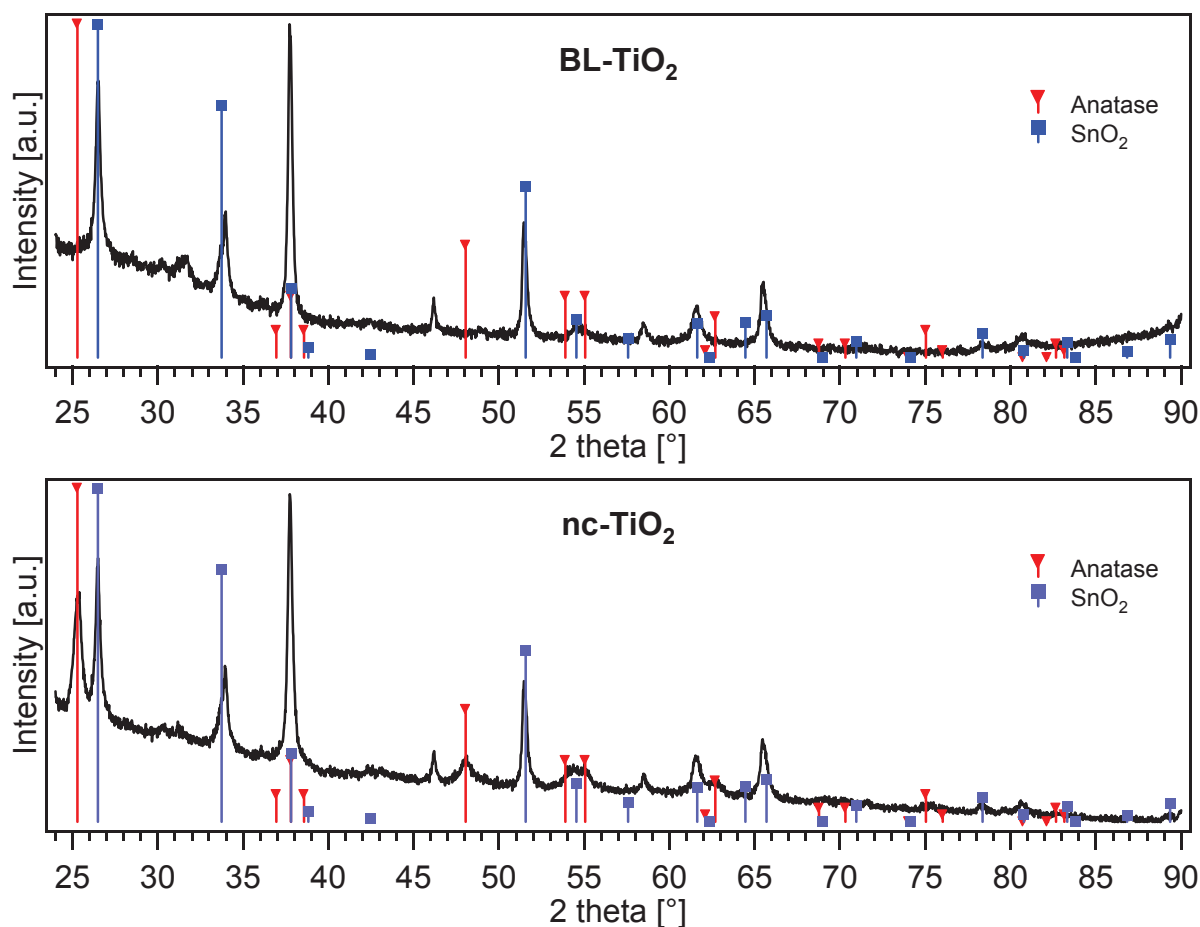 BL-TiO₂
Intensity [a.u.]
Anatase
SnO₂
25 30 35 40 45 50 55 60 65 70 75 80 85 90
2 theta [°]
nc-TiO₂
Intensity [a.u.]
Anatase
SnO₂
25 30 35 40 45 50 55 60 65 70 75 80 85 90
2 theta [°]